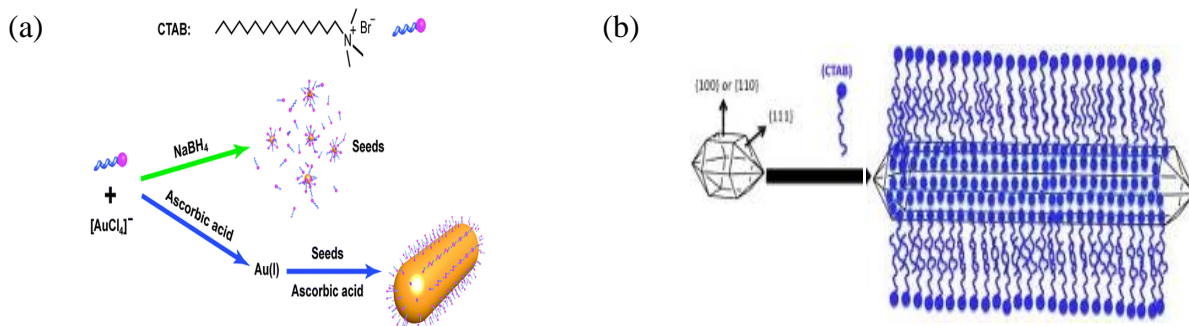 (a)
CTAB:
N+ Br−
NaBH4
Seeds
+
[AuCl4]−
Ascorbic acid
Au(I)
Seeds
Ascorbic acid
(b)
(CTAB)
{100} or {110}
{111}